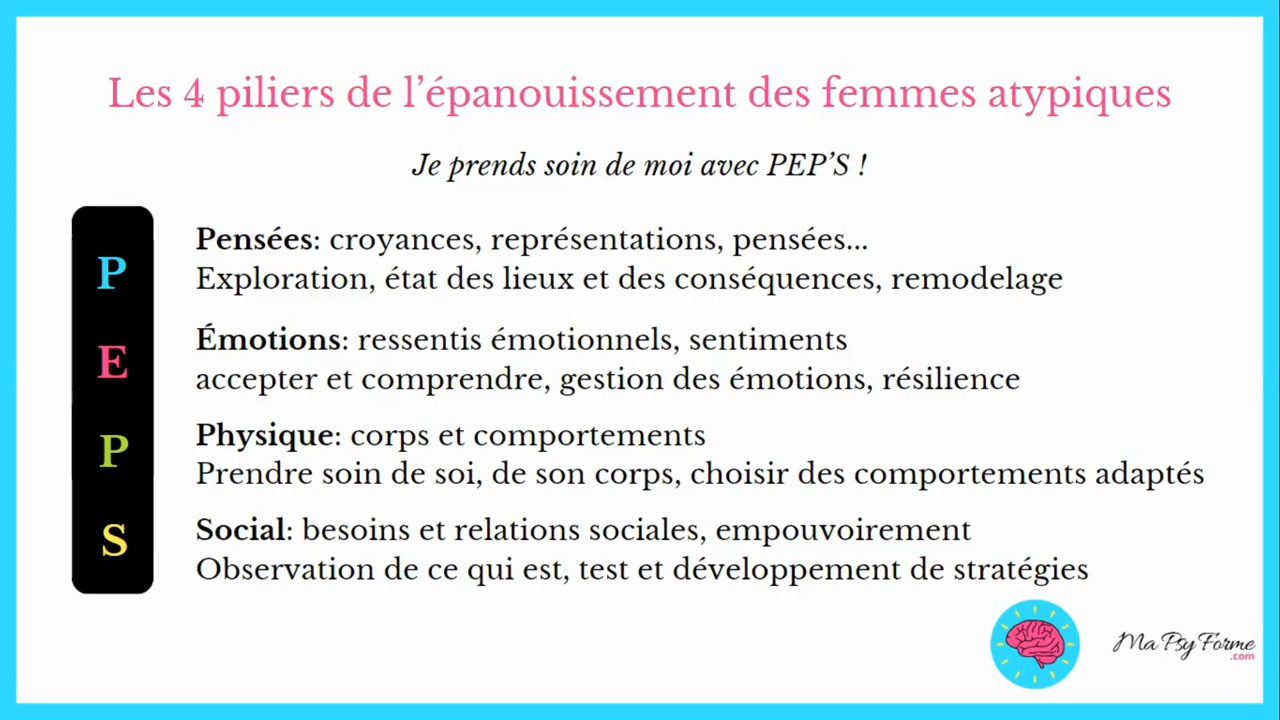 Les 4 piliers de l’épanouissement des femmes atypiques
Je prends soin de moi avec PEP’S !
P
Pensées: croyances, représentations, pensées...
Exploration, état des lieux et des conséquences, remodelage
E
Émotions: ressentis émotionnels, sentiments
accepter et comprendre, gestion des émotions, résilience
P
Physique: corps et comportements
Prendre soin de soi, de son corps, choisir des comportements adaptés
S
Social: besoins et relations sociales, empouvoirement
Observation de ce qui est, test et développement de stratégies
Ma Psy Forme
.com